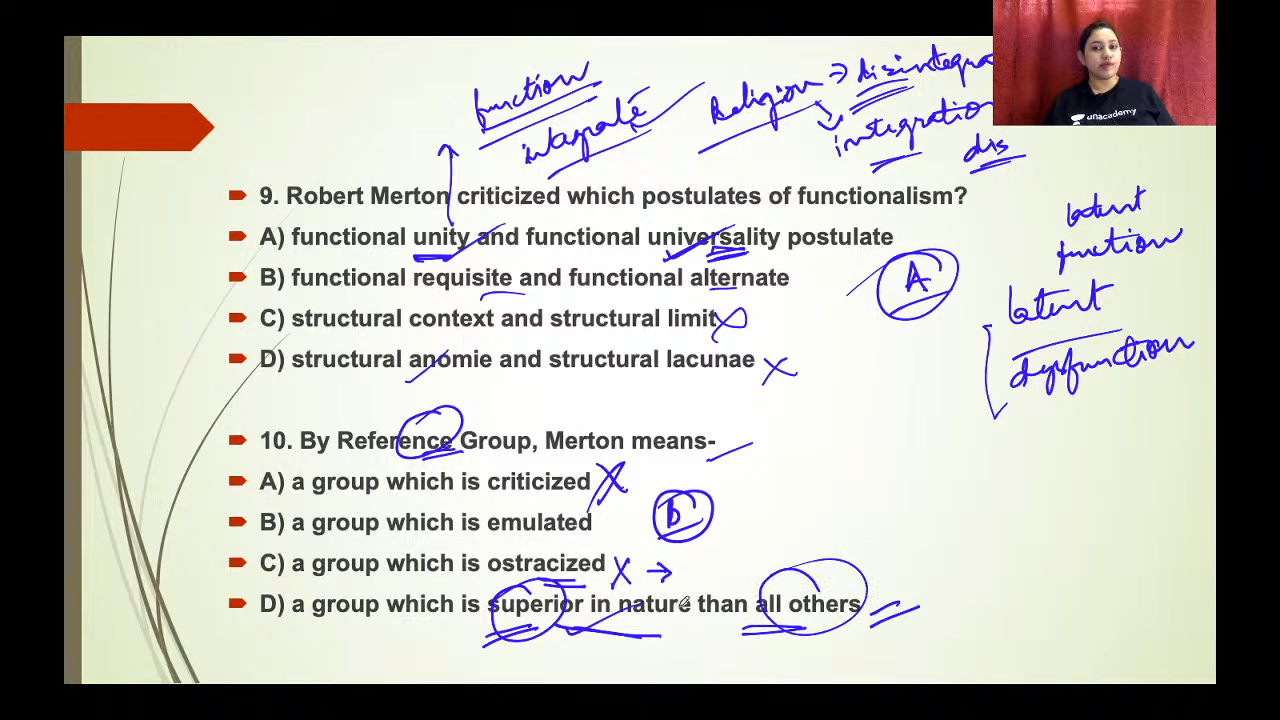 function
integrate
Religion → disintegra
integration
dis
unacademy
9. Robert Merton criticized which postulates of functionalism?
A) functional unity and functional universality postulate
B) functional requisite and functional alternate
C) structural context and structural limit
D) structural anomie and structural lacunae
A
latent
function
latent
dysfunction
10. By Reference Group, Merton means-
A) a group which is criticized
B) a group which is emulated
B
C) a group which is ostracized
D) a group which is superior in nature than all others